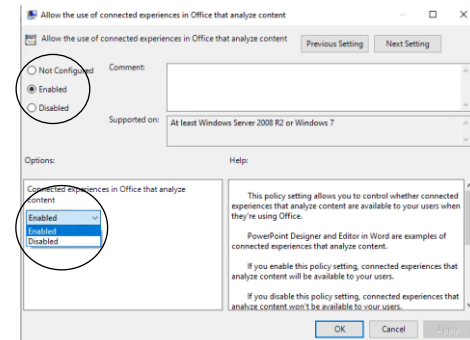 Allow the use of connected experiences in Office that analyze content
Allow the use of connected experiences in Office that analyze content
Previous Setting
Next Setting
Not Configured
Comment:
Enabled
Disabled
Supported on:
At least Windows Server 2008 R2 or Windows 7
Options:
Help:
Connected experiences in Office that analyze
content
Enabled
Enabled
Disabled
This policy setting allows you to control whether connected
experiences that analyze content are available to your users when
they're using Office.
PowerPoint Designer and Editor in Word are examples of
connected experiences that analyze content.
If you enable this policy setting, connected experiences that
analyze content will be available to your users.
If you disable this policy setting, connected experiences that
analyze content won't be available to your users.
OK
Cancel
Apply